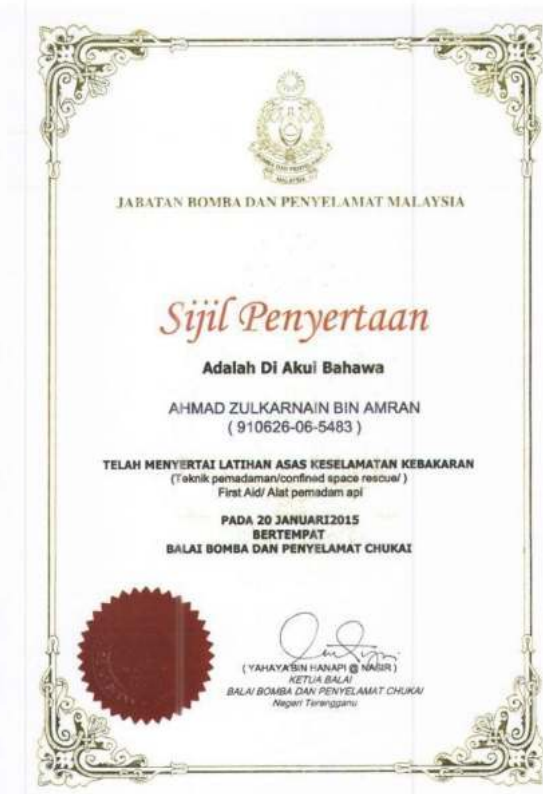 JABATAN BOMBA DAN PENYELAMAT MALAYSIA
Sijil Penyertaan
Adalah Di Akui Bahawa
AHMAD ZULKARNAIN BIN AMRAN
( 910626-06-5483 )
TELAH MENYERTAI LATIHAN ASAS KESELAMATAN KEBAKARAN
(Teknik pemadaman/confined space rescue/ )
First Aid/ Alat pemadam api
PADA 20 JANUARI2015
BERTEMPAT
BALAI BOMBA DAN PENYELAMAT CHUKAI
( YAHAYA BIN HANAPI @ NASIR )
KETUA BALAI
BALAI BOMBA DAN PENYELAMAT CHUKAI
Negeri Terengganu